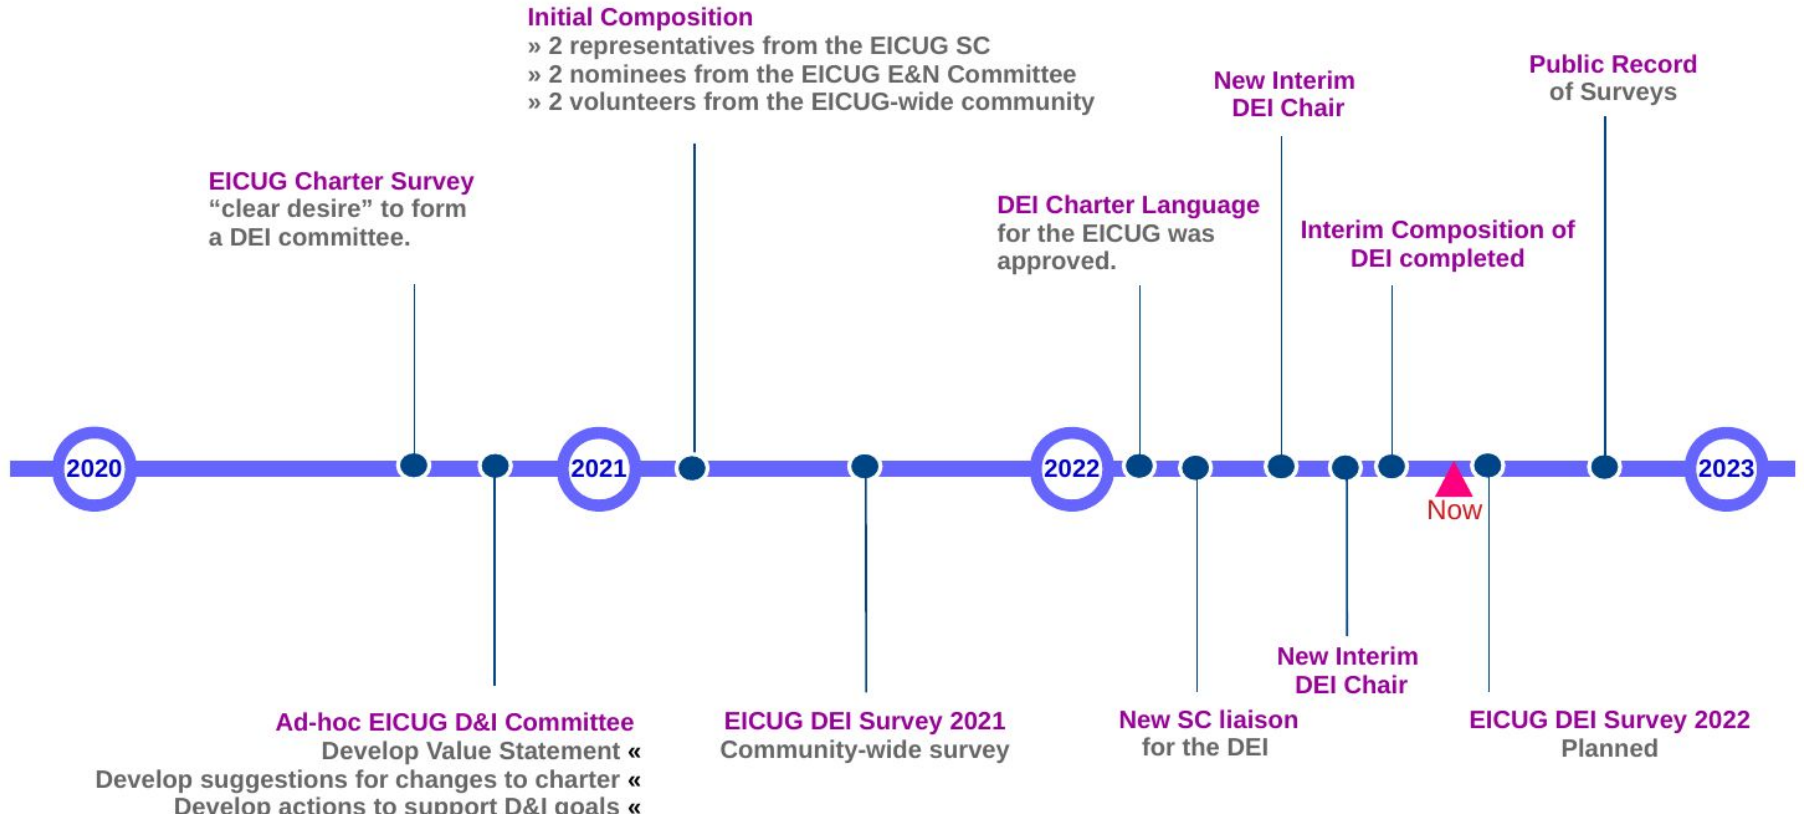 Initial Composition
» 2 representatives from the EICUG SC
» 2 nominees from the EICUG E&N Committee
» 2 volunteers from the EICUG-wide community
New Interim
DEI Chair
Public Record
of Surveys
EICUG Charter Survey
“clear desire” to form
a DEI committee.
DEI Charter Language
for the EICUG was
approved.
Interim Composition of
DEI completed
2020
2021
2022
2023
Now
New Interim
DEI Chair
Ad-hoc EICUG D&I Committee
Develop Value Statement «
Develop suggestions for changes to charter «
Develop actions to support D&I goals «
EICUG DEI Survey 2021
Community-wide survey
New SC liaison
for the DEI
EICUG DEI Survey 2022
Planned